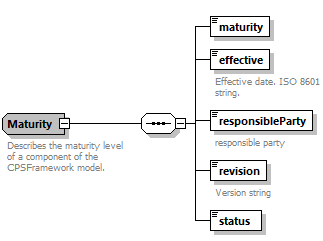 maturity
effective
Effective date. ISO 8601
string.
Maturity
responsibleParty
Describes the maturity level
of a component of the
CPSFramework model.
responsible party
revision
Version string
status